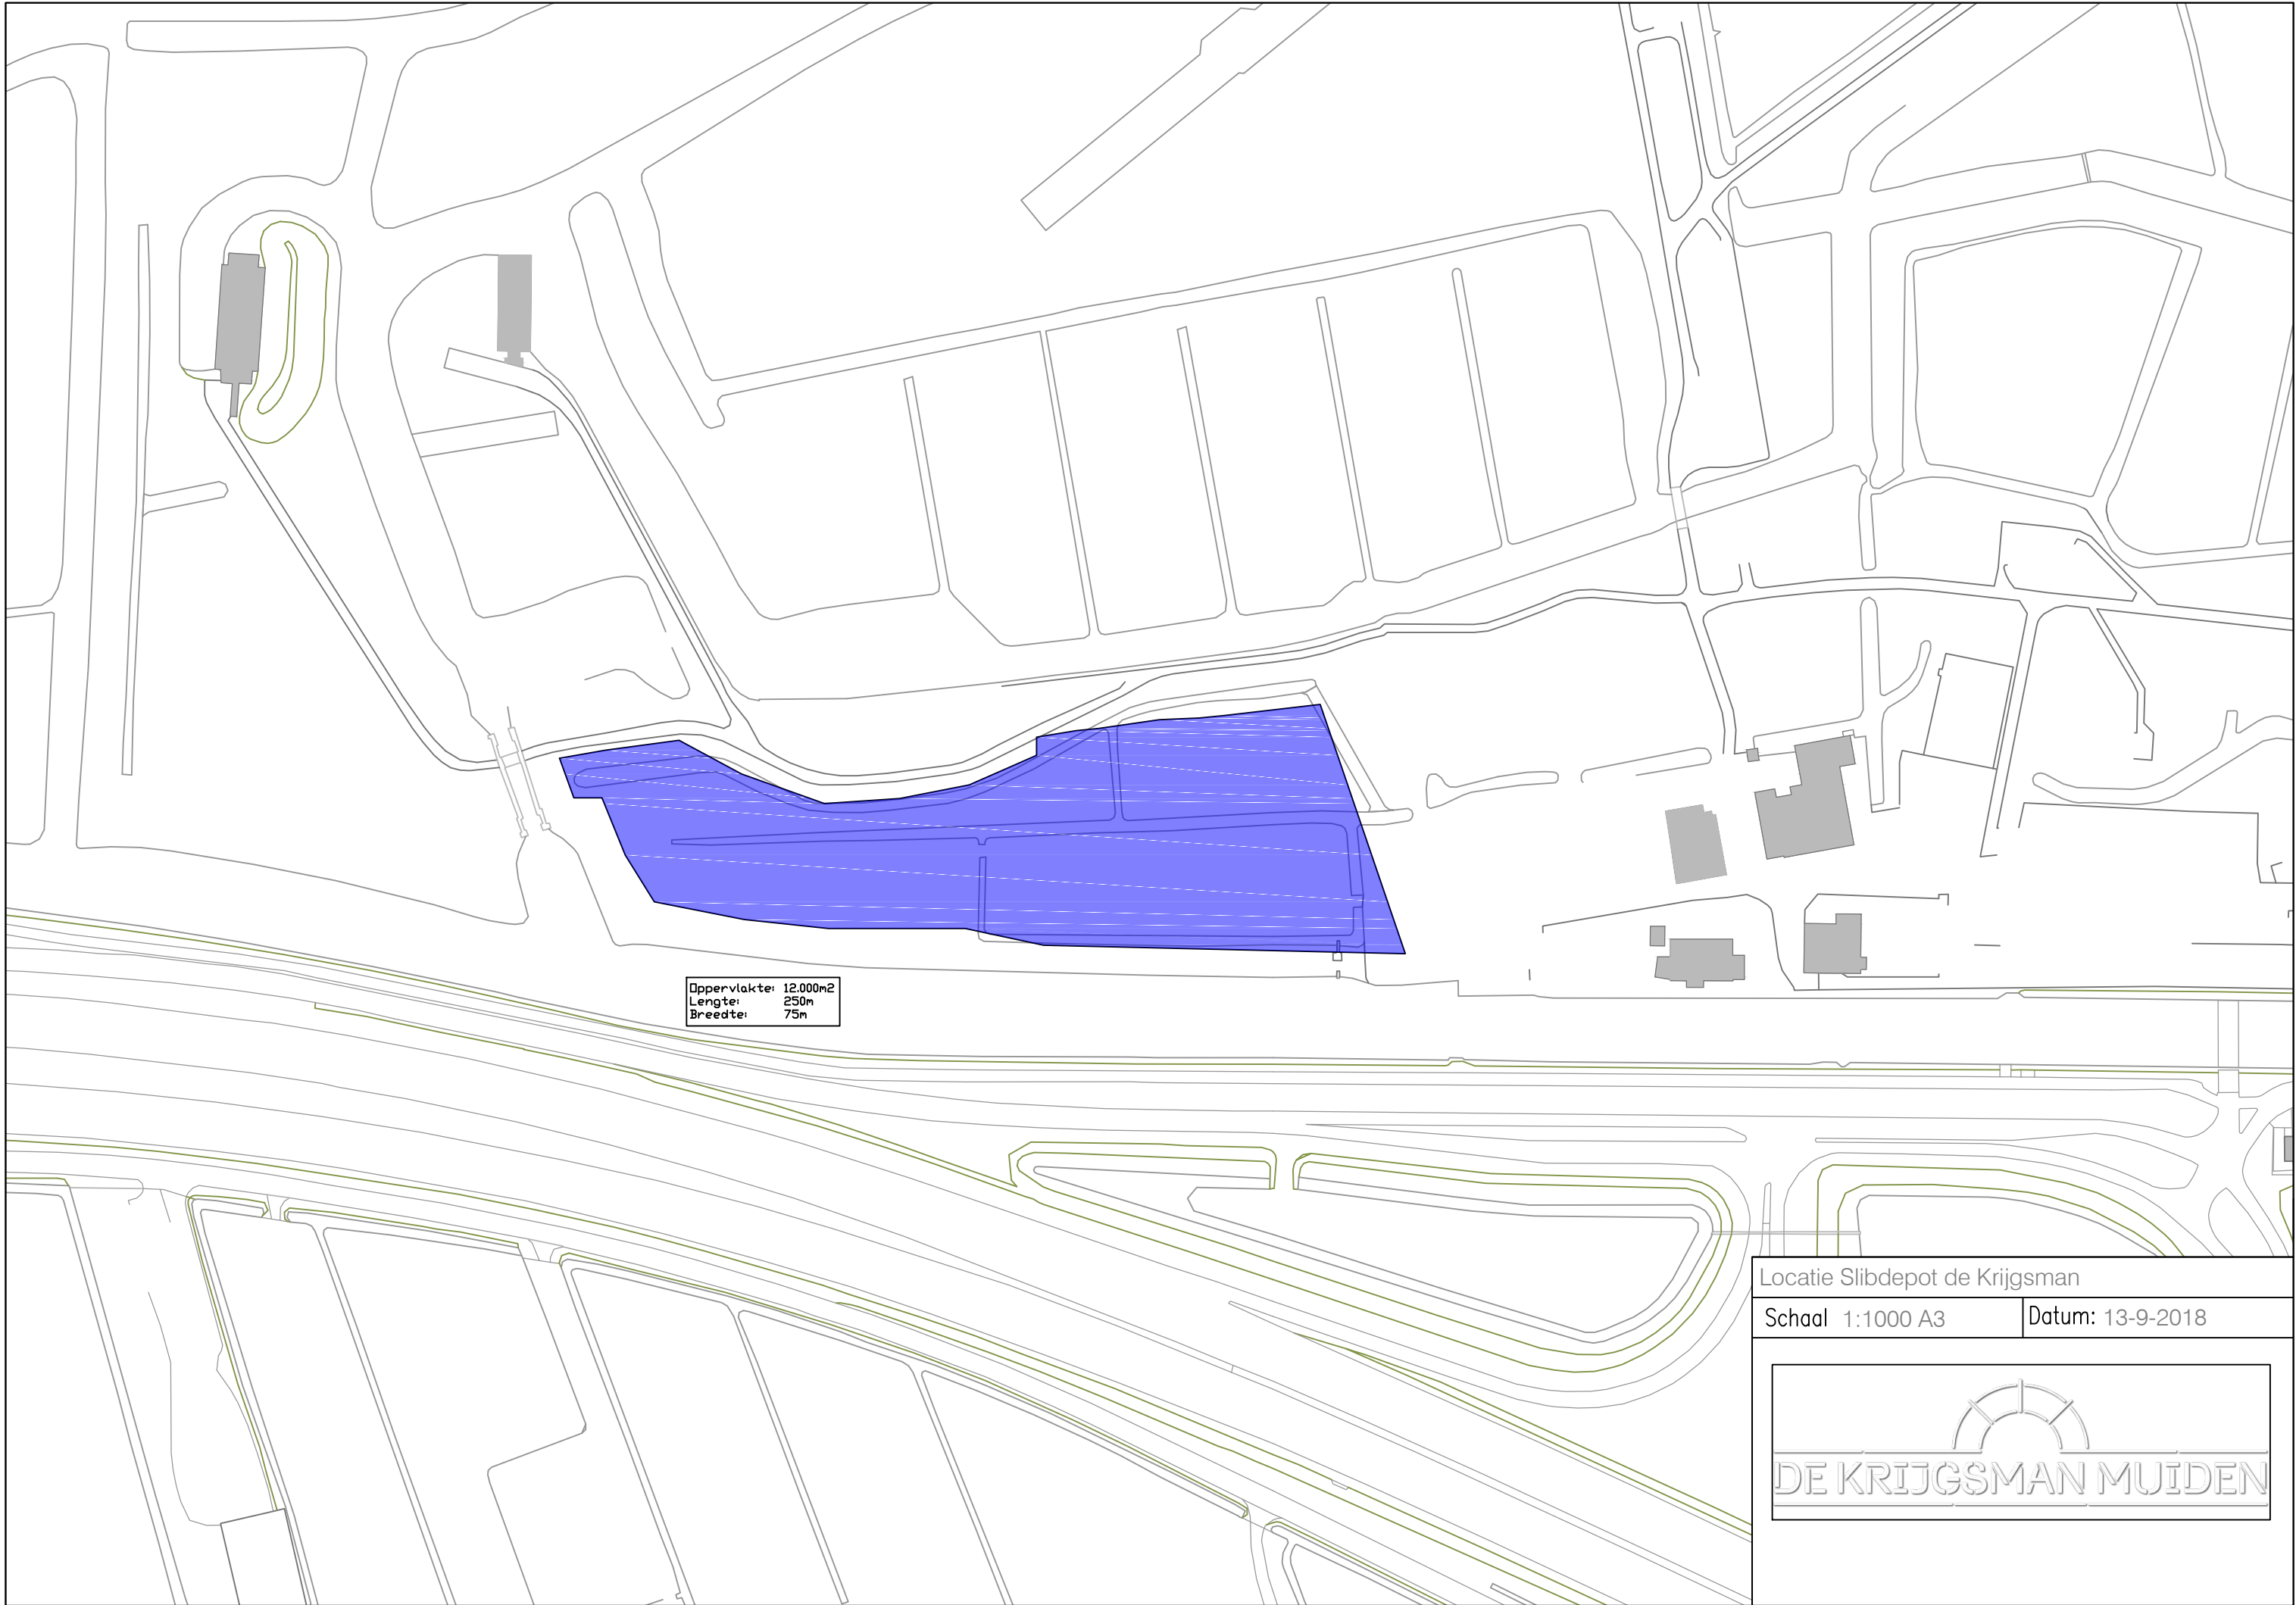 Oppervlakte: 12.000m2
Lengte: 250m
Breedte: 75m
Locatie Slibdepot de Krijgsman
Schaal 1:1000 A3 Datum: 13-9-2018
DE KRIJGSMAN MUIDEN